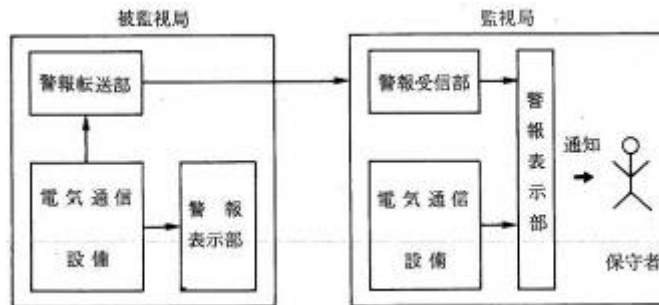 被監視局
監視局
警報転送部
電気通信
設備
警報
表示部
警報受信部
電気通信
設備
警報表示部
通知
保守者